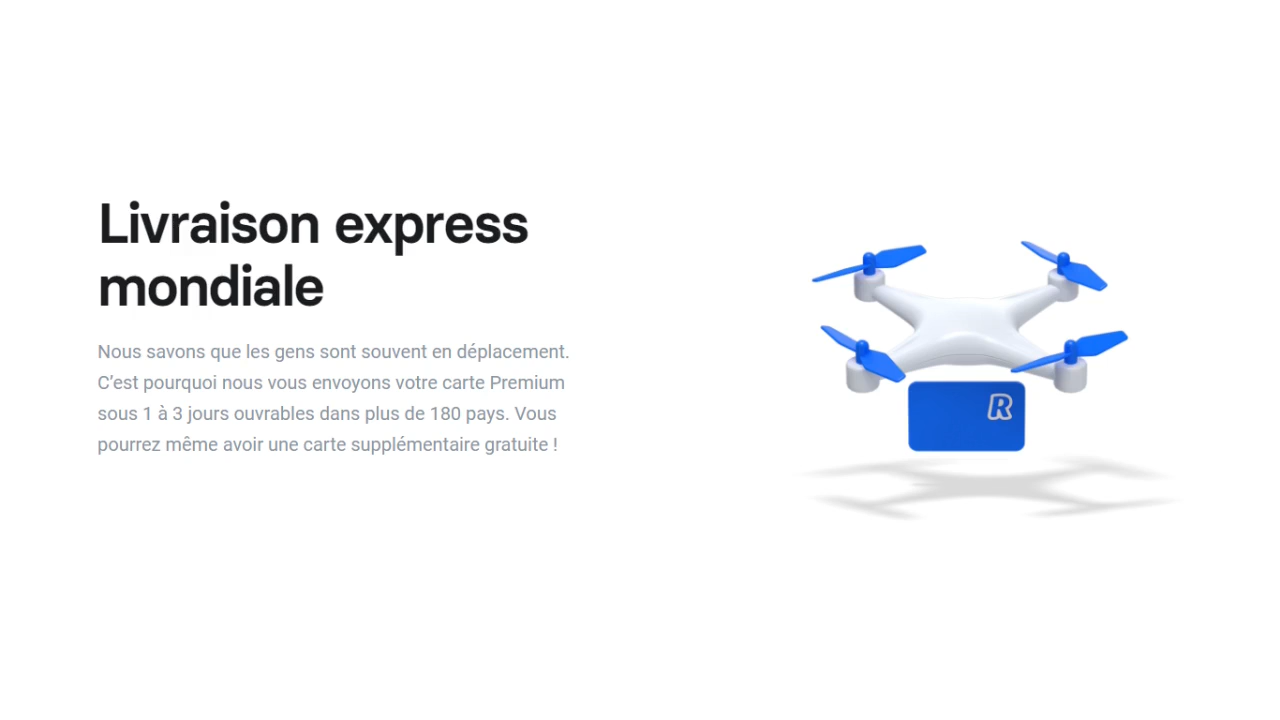 Livraison express
mondiale
Nous savons que les gens sont souvent en déplacement.
C’est pourquoi nous vous envoyons votre carte Premium
sous 1 à 3 jours ouvrables dans plus de 180 pays. Vous
pourrez même avoir une carte supplémentaire gratuite !
R